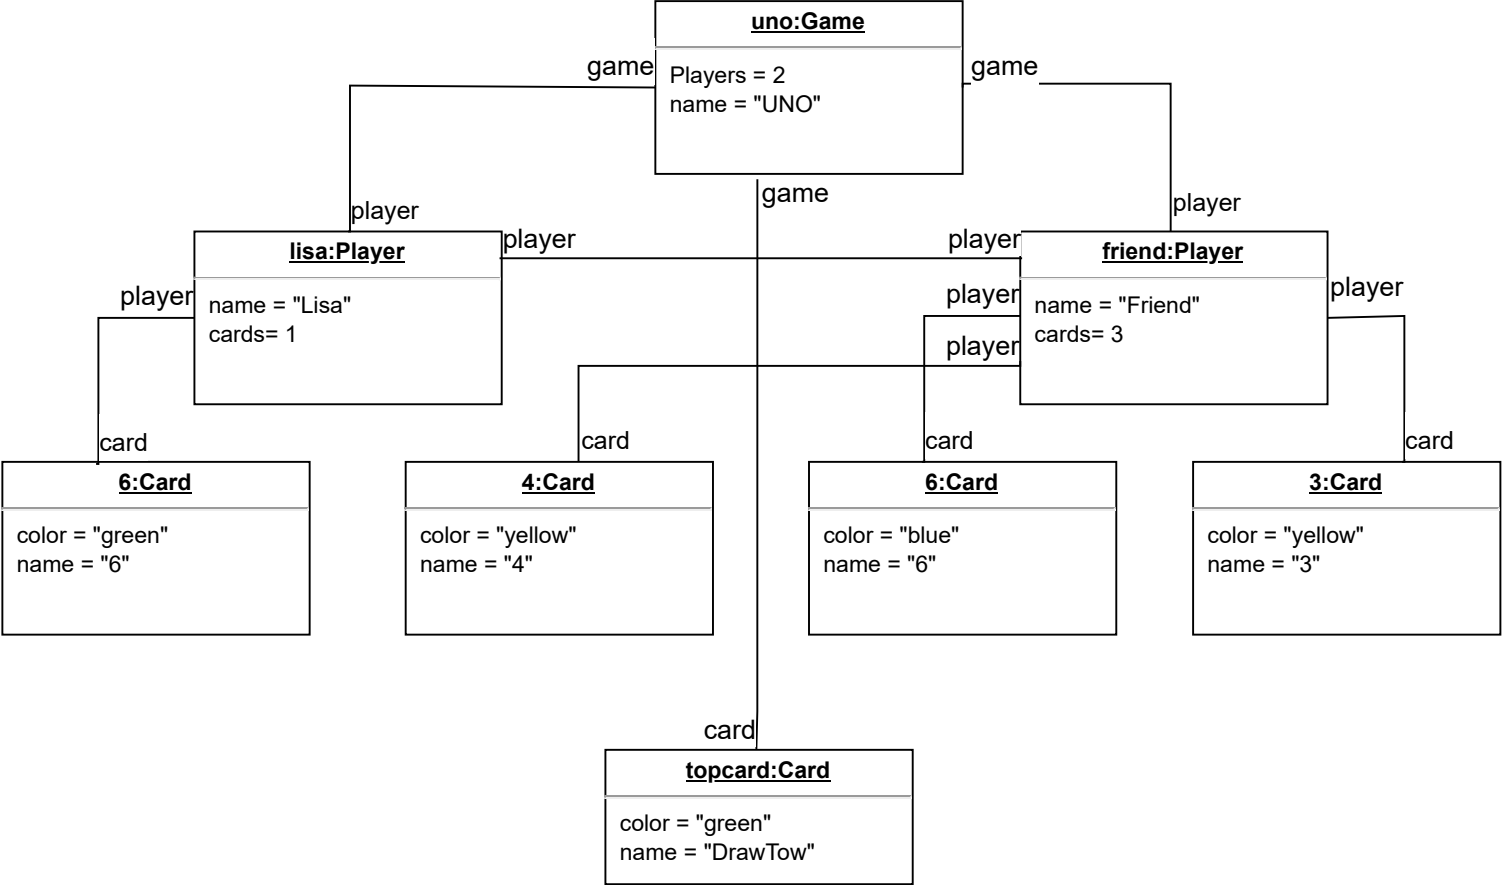 uno:Game
game
game
Players = 2
name = "UNO"
game
player
player
lisa:Player
player
player
friend:Player
player
name = "Lisa"
cards= 1
player
name = "Friend"
cards= 3
player
player
card
card
card
card
6:Card
4:Card
6:Card
3:Card
color = "green"
name = "6"
color = "yellow"
name = "4"
color = "blue"
name = "6"
color = "yellow"
name = "3"
card
topcard:Card
color = "green"
name = "DrawTow"